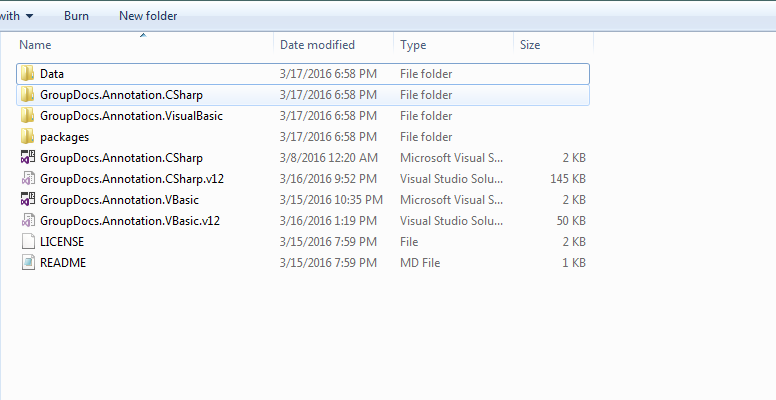 with Burn New folder
Name Date modified Type Size
Data 3/17/2016 6:58 PM File folder
GroupDocs.Annotation.CSharp 3/17/2016 6:58 PM File folder
GroupDocs.Annotation.VisualBasic 3/17/2016 6:58 PM File folder
packages 3/17/2016 6:58 PM File folder
GroupDocs.Annotation.CSharp 3/8/2016 12:20 AM Microsoft Visual S... 2 KB
GroupDocs.Annotation.CSharp.v12 3/16/2016 9:52 PM Visual Studio Solu... 145 KB
GroupDocs.Annotation.VBasic 3/15/2016 10:35 PM Microsoft Visual S... 2 KB
GroupDocs.Annotation.VBasic.v12 3/16/2016 1:19 PM Visual Studio Solu... 50 KB
LICENSE 3/15/2016 7:59 PM File 2 KB
README 3/15/2016 7:59 PM MD File 1 KB